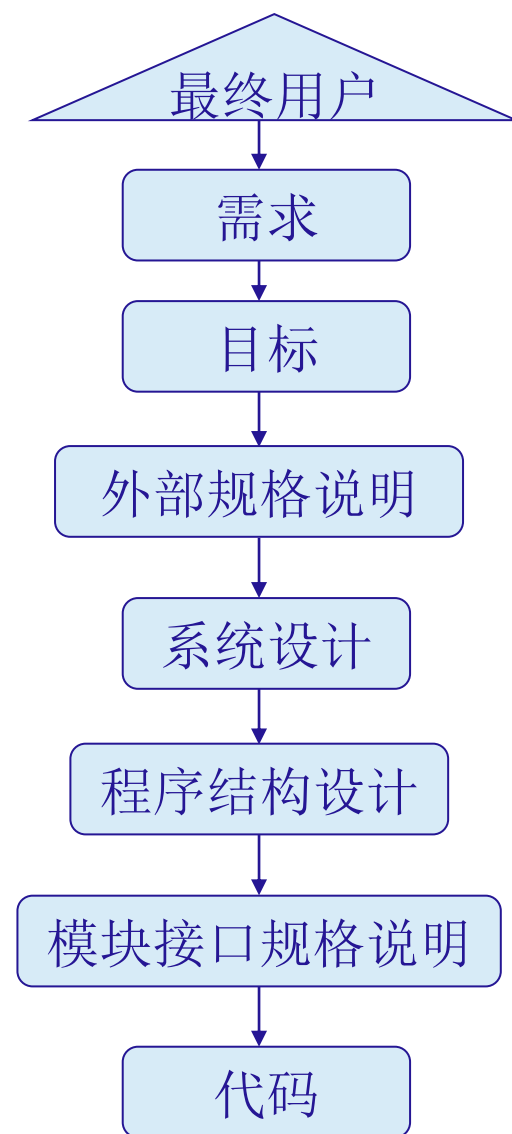 最终用户
需求
目标
外部规格说明
系统设计
程序结构设计
模块接口规格说明
代码